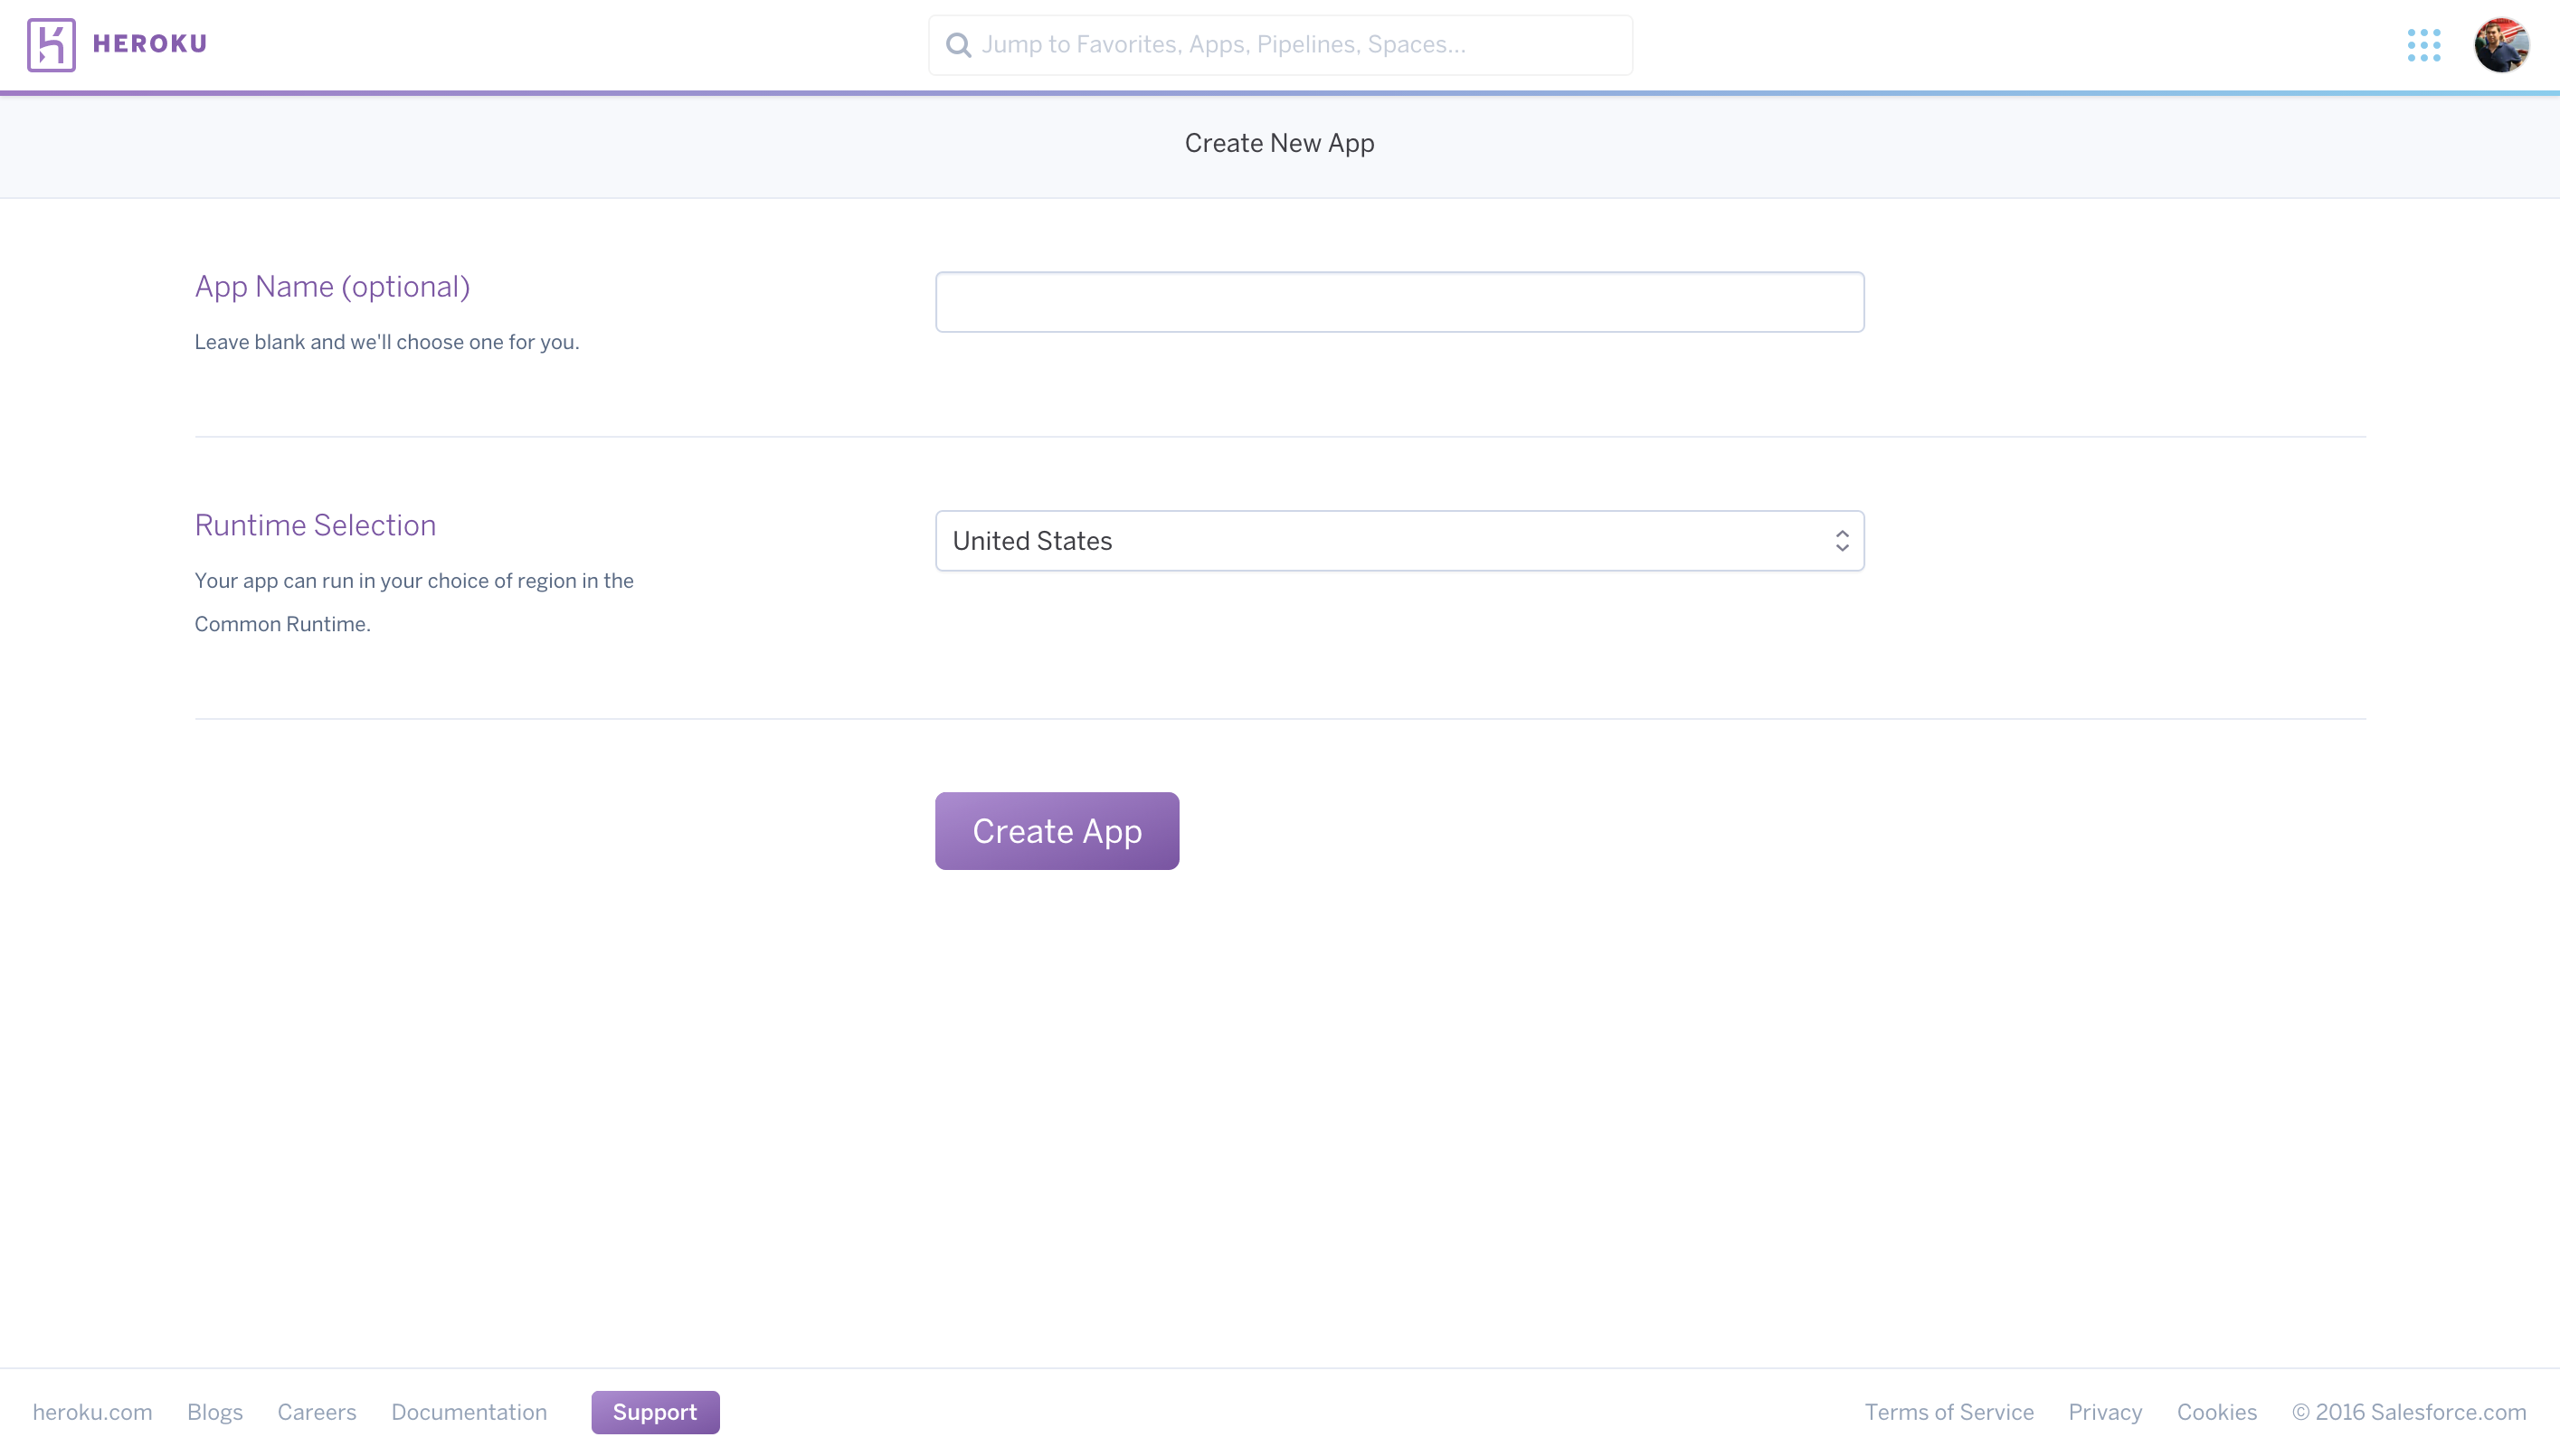 HEROKU
Jump to Favorites, Apps, Pipelines, Spaces...
Create New App
App Name (optional)
Leave blank and we'll choose one for you.
Runtime Selection
United States
Your app can run in your choice of region in the
Common Runtime.
Create App
heroku.com Blogs Careers Documentation Support Terms of Service Privacy Cookies © 2016 Salesforce.com